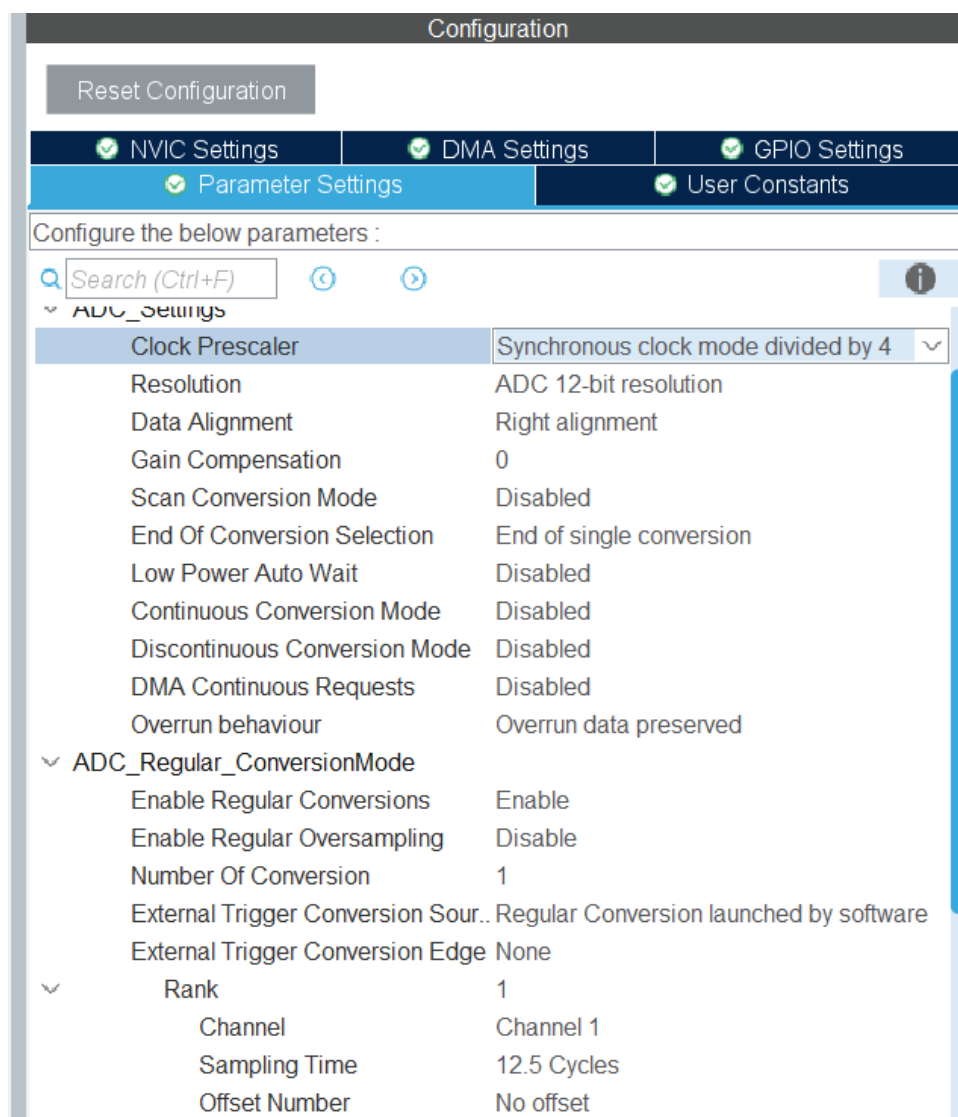 Configuration
Reset Configuration
NVIC Settings DMA Settings GPIO Settings
Parameter Settings User Constants
Configure the below parameters :
Search (Ctrl+F)
ADC_Settings
Clock Prescaler Synchronous clock mode divided by 4
Resolution ADC 12-bit resolution
Data Alignment Right alignment
Gain Compensation 0
Scan Conversion Mode Disabled
End Of Conversion Selection End of single conversion
Low Power Auto Wait Disabled
Continuous Conversion Mode Disabled
Discontinuous Conversion Mode Disabled
DMA Continuous Requests Disabled
Overrun behaviour Overrun data preserved
ADC_Regular_ConversionMode
Enable Regular Conversions Enable
Enable Regular Oversampling Disable
Number Of Conversion 1
External Trigger Conversion Sour.. Regular Conversion launched by software
External Trigger Conversion Edge None
Rank 1
Channel Channel 1
Sampling Time 12.5 Cycles
Offset Number No offset